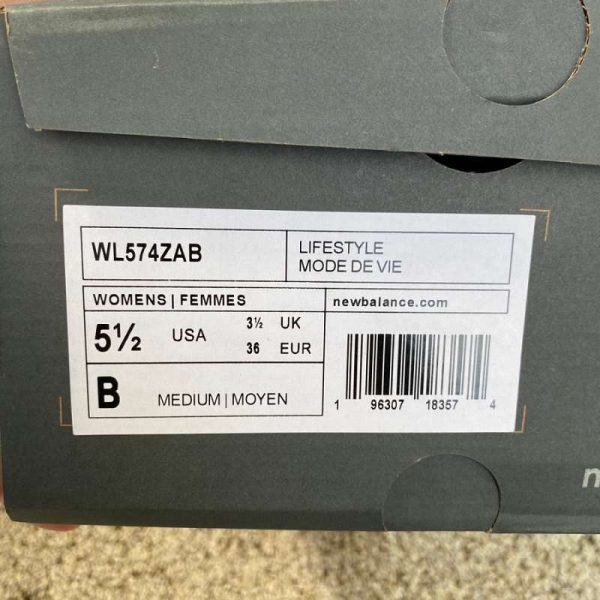 WL574ZAB
LIFESTYLE
MODE DE VIE
WOMENS | FEMMES
newbalance.com
5½ USA
3½ UK
36 EUR
B MEDIUM | MOYEN
1 96307 18357 4
n